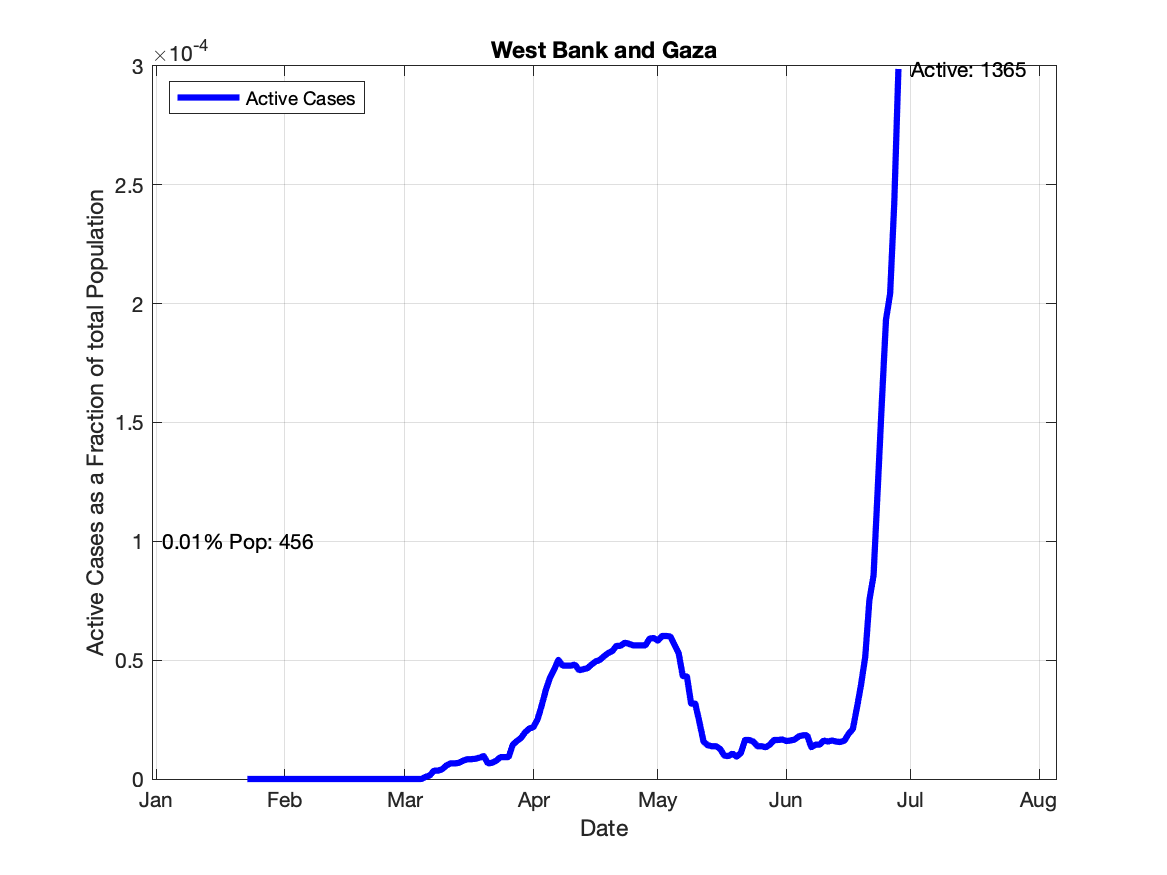 West Bank and Gaza
×10⁻⁴
3
Active: 1365
Active Cases
2.5
2
1.5
1
0.01% Pop: 456
0.5
0
Active Cases as a Fraction of total Population
Jan Feb Mar Apr May Jun Jul Aug
Date